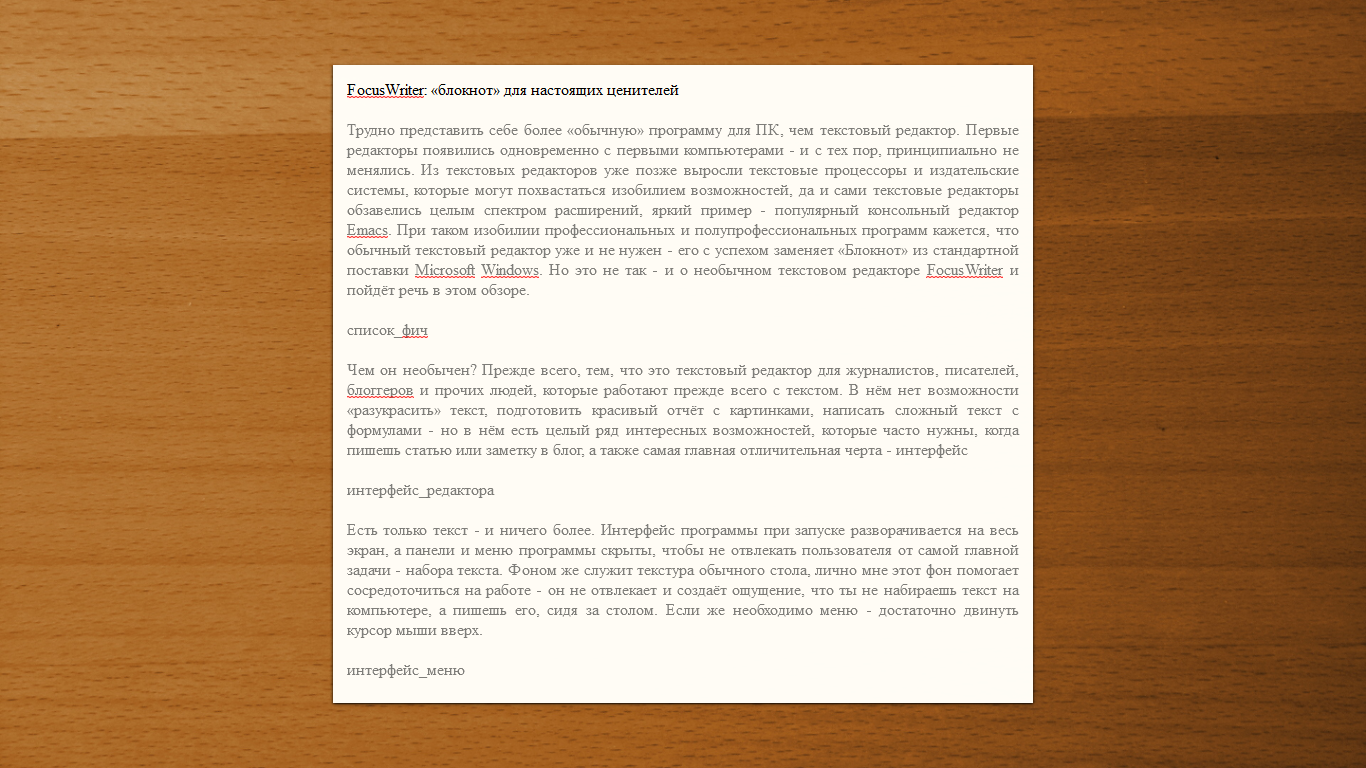 FocusWriter: «блокнот» для настоящих ценителей
Трудно представить себе более «обычную» программу для ПК, чем текстовый редактор. Первые
редакторы появились одновременно с первыми компьютерами - и с тех пор, принципиально не
менялись. Из текстовых редакторов уже позже выросли текстовые процессоры и издательские
системы, которые могут похвастаться изобилием возможностей, да и сами текстовые редакторы
обзавелись целым спектром расширений, яркий пример - популярный консольный редактор
Emacs. При таком изобилии профессиональных и полупрофессиональных программ кажется, что
обычный текстовый редактор уже и не нужен - его с успехом заменяет «Блокнот» из стандартной
поставки Microsoft Windows. Но это не так - и о необычном текстовом редакторе FocusWriter и
пойдёт речь в этом обзоре.
список_фич
Чем он необычен? Прежде всего, тем, что это текстовый редактор для журналистов, писателей,
блоггеров и прочих людей, которые работают прежде всего с текстом. В нём нет возможности
«разукрасить» текст, подготовить красивый отчёт с картинками, написать сложный текст с
формулами - но в нём есть целый ряд интересных возможностей, которые часто нужны, когда
пишешь статью или заметку в блог, а также самая главная отличительная черта - интерфейс
интерфейс_редактора
Есть только текст - и ничего более. Интерфейс программы при запуске разворачивается на весь
экран, а панели и меню программы скрыты, чтобы не отвлекать пользователя от самой главной
задачи - набора текста. Фоном же служит текстура обычного стола, лично мне этот фон помогает
сосредоточиться на работе - он не отвлекает и создаёт ощущение, что ты не набираешь текст на
компьютере, а пишешь его, сидя за столом. Если же необходимо меню - достаточно двинуть
курсор мыши вверх.
интерфейс_меню